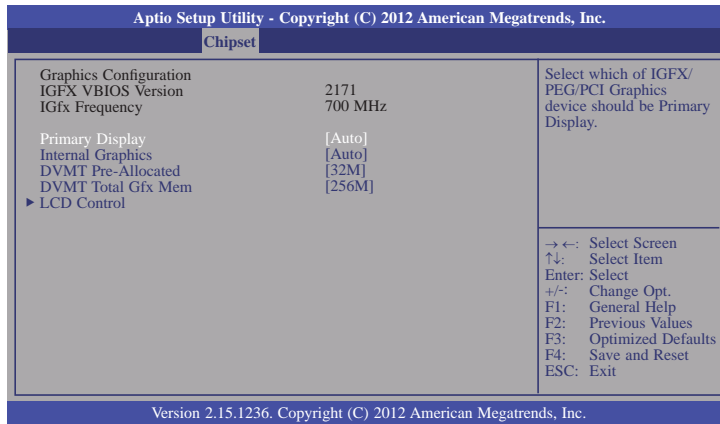 Aptio Setup Utility - Copyright (C) 2012 American Megatrends, Inc.
Chipset
Graphics Configuration
IGFX VBIOS Version 2171
IGfx Frequency 700 MHz
Primary Display [Auto]
Internal Graphics [Auto]
DVMT Pre-Allocated [32M]
DVMT Total Gfx Mem [256M]
▶ LCD Control
Select which of IGFX/
PEG/PCI Graphics
device should be Primary
Display.
→ ←: Select Screen
↑↓: Select Item
Enter: Select
+/-: Change Opt.
F1: General Help
F2: Previous Values
F3: Optimized Defaults
F4: Save and Reset
ESC: Exit
Version 2.15.1236. Copyright (C) 2012 American Megatrends, Inc.